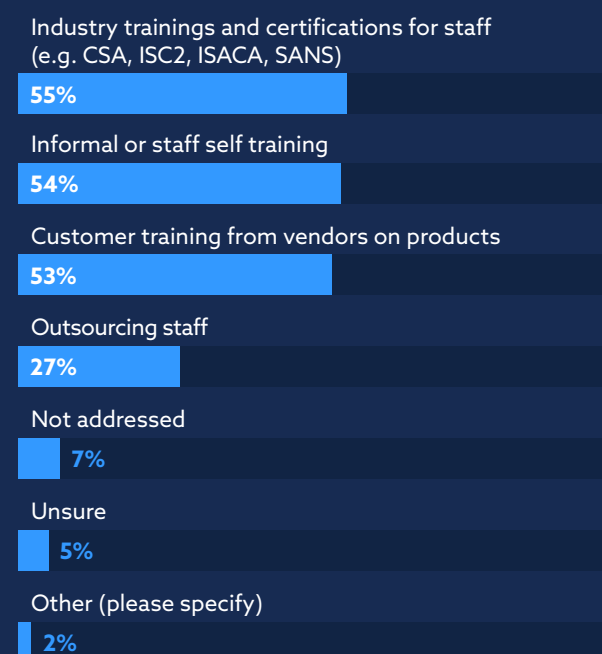 Industry trainings and certifications for staff
(e.g. CSA, ISC2, ISACA, SANS)
55%
Informal or staff self training
54%
Customer training from vendors on products
53%
Outsourcing staff
27%
Not addressed
7%
Unsure
5%
Other (please specify)
2%